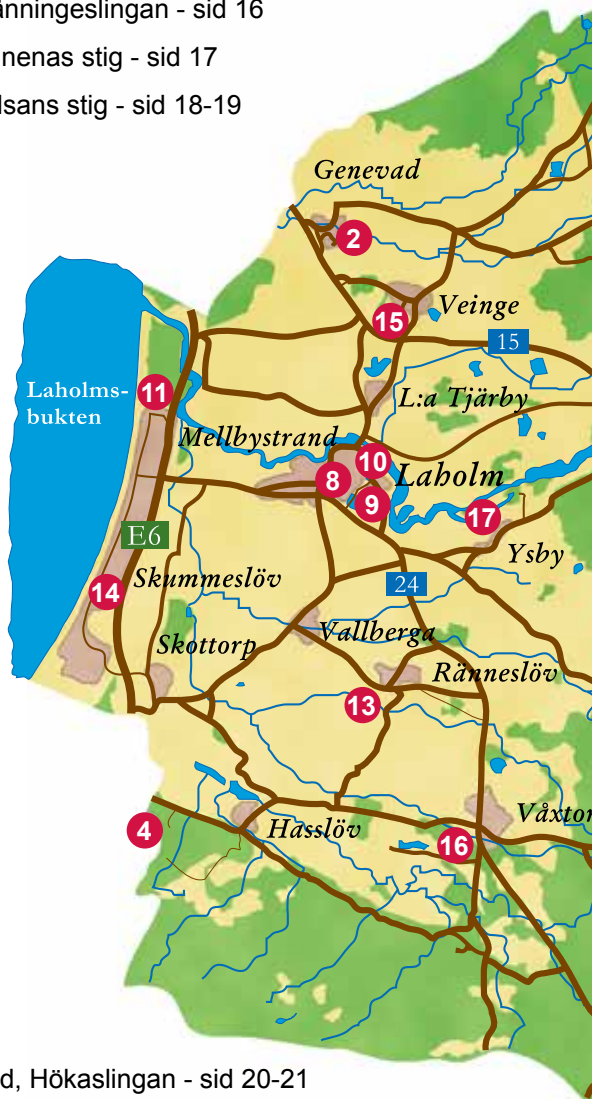 änningeslingan - sid 16
nenas stig - sid 17
lsans stig - sid 18-19
Genevad
2
Veinge
15
15
Laholms-
bukten
11
L:a Tjärby
Mellbystrand
10
8
Laholm
9
17
E6
Ysby
14
Skummeslöv
24
Vallberga
Skottorp
Ränneslöv
13
4
Hasslöv
Våxtor
16
d, Hökaslingan - sid 20-21